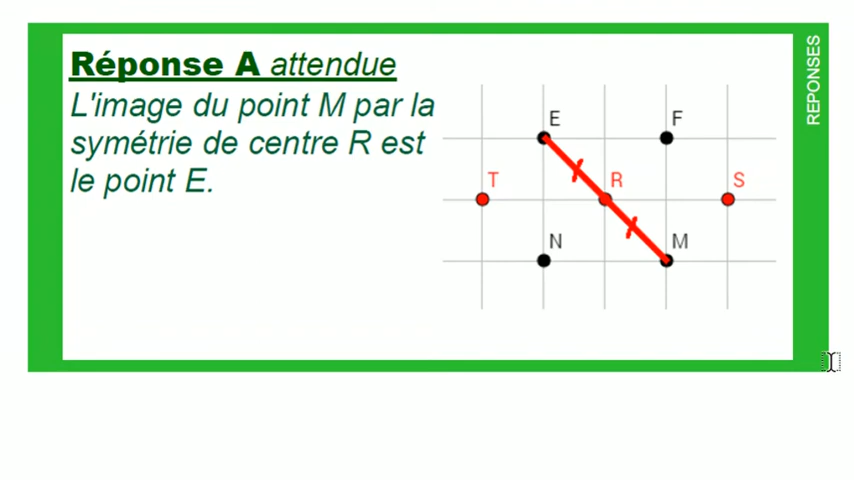 Réponse A attendue
L'image du point M par la
symétrie de centre R est
le point E.
REPONSES
E
F
T
R
S
N
M